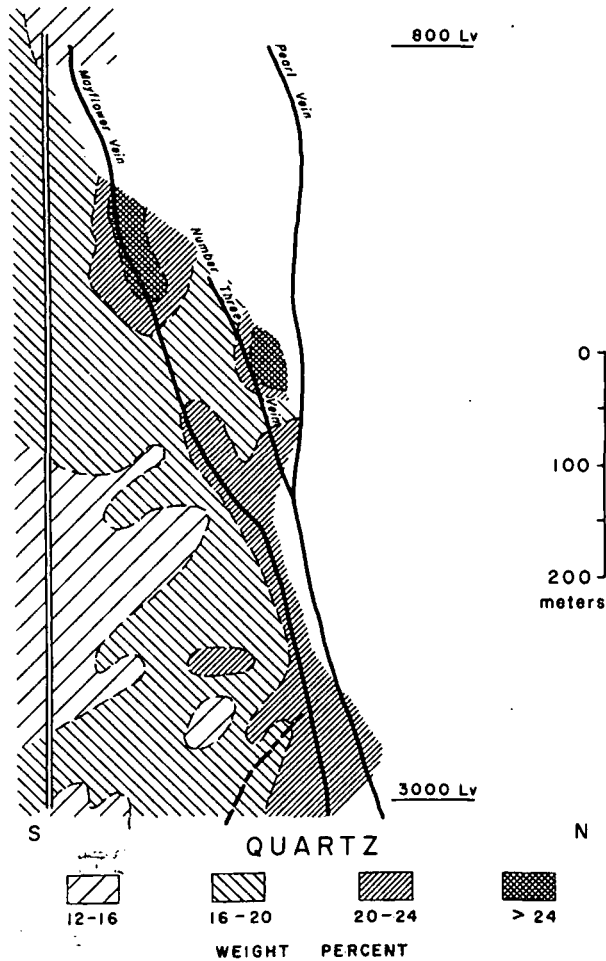 800 Lv
Mayflower Vein
Pearl Vein
Number Three Vein
0
100
200
meters
3000 Lv
S
N
QUARTZ
12-16
16-20
20-24
> 24
WEIGHT PERCENT